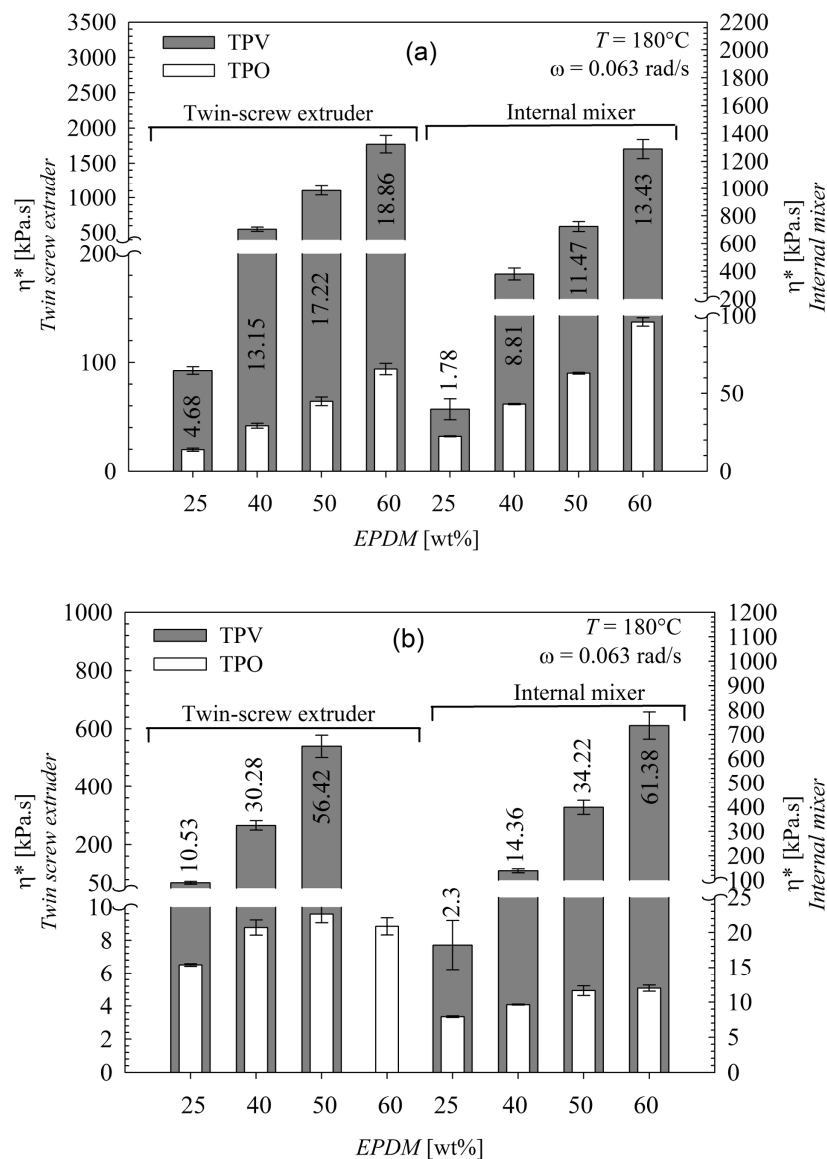 3500
3000
2500
2000
1500
1000
500
200
100
0
η* [kPa.s]
Twin screw extruder
TPV
TPO
(a)
T = 180°C
ω = 0.063 rad/s
Twin-screw extruder
Internal mixer
4.68
13.15
17.22
18.86
1.78
8.81
11.47
13.43
2200
2000
1800
1600
1400
1200
1000
800
600
400
200
100
50
0
η* [kPa.s]
Internal mixer
25 40 50 60 25 40 50 60
EPDM [wt%]
1000
800
600
400
200
50
10
8
6
4
2
0
η* [kPa.s]
Twin screw extruder
TPV
TPO
(b)
T = 180°C
ω = 0.063 rad/s
Twin-screw extruder
Internal mixer
10.53
30.28
56.42
2.3
14.36
34.22
61.38
1200
1100
1000
900
800
700
600
500
400
300
200
100
25
20
15
10
5
0
η* [kPa.s]
Internal mixer
25 40 50 60 25 40 50 60
EPDM [wt%]